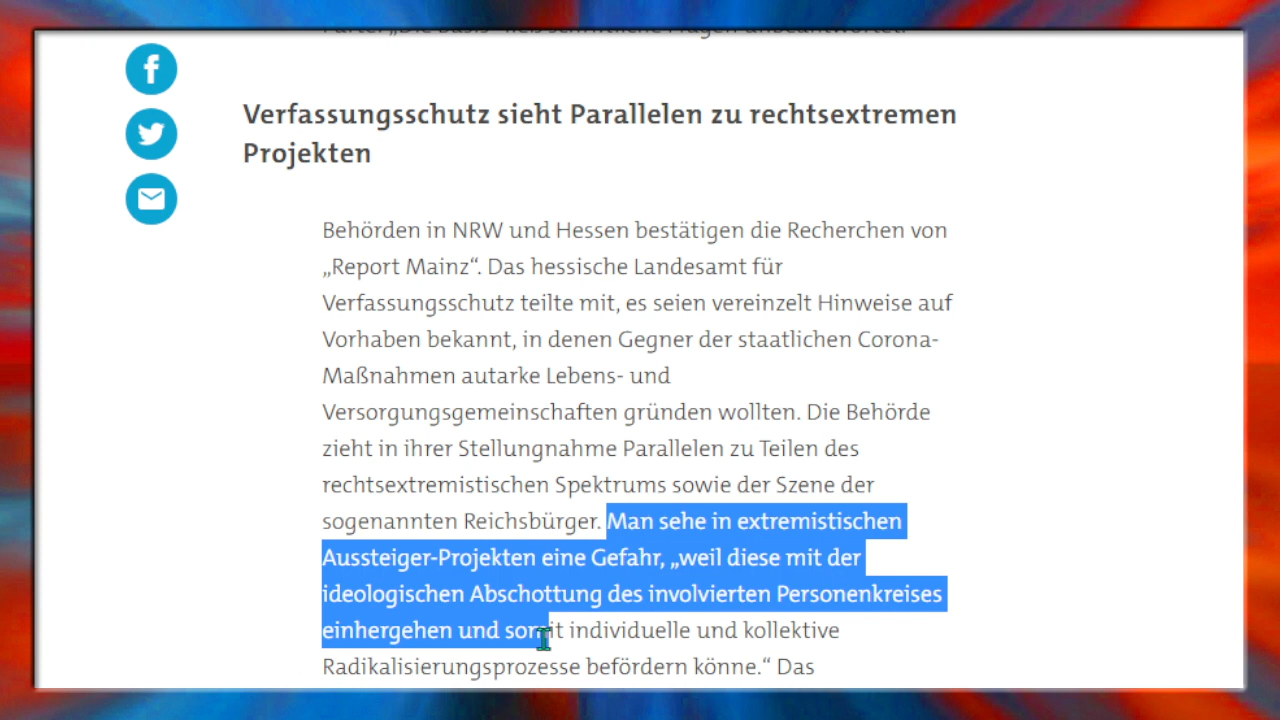 Verfassungsschutz sieht Parallelen zu rechtsextremen
Projekten
Behörden in NRW und Hessen bestätigen die Recherchen von
„Report Mainz“. Das hessische Landesamt für
Verfassungsschutz teilte mit, es seien vereinzelt Hinweise auf
Vorhaben bekannt, in denen Gegner der staatlichen Corona-
Maßnahmen autarke Lebens- und
Versorgungsgemeinschaften gründen wollten. Die Behörde
zieht in ihrer Stellungnahme Parallelen zu Teilen des
rechtsextremistischen Spektrums sowie der Szene der
sogenannten Reichsbürger. Man sehe in extremistischen
Aussteiger-Projekten eine Gefahr, „weil diese mit der
ideologischen Abschottung des involvierten Personenkreises
einhergehen und somit individuelle und kollektive
Radikalisierungsprozesse befördern könne.“ Das